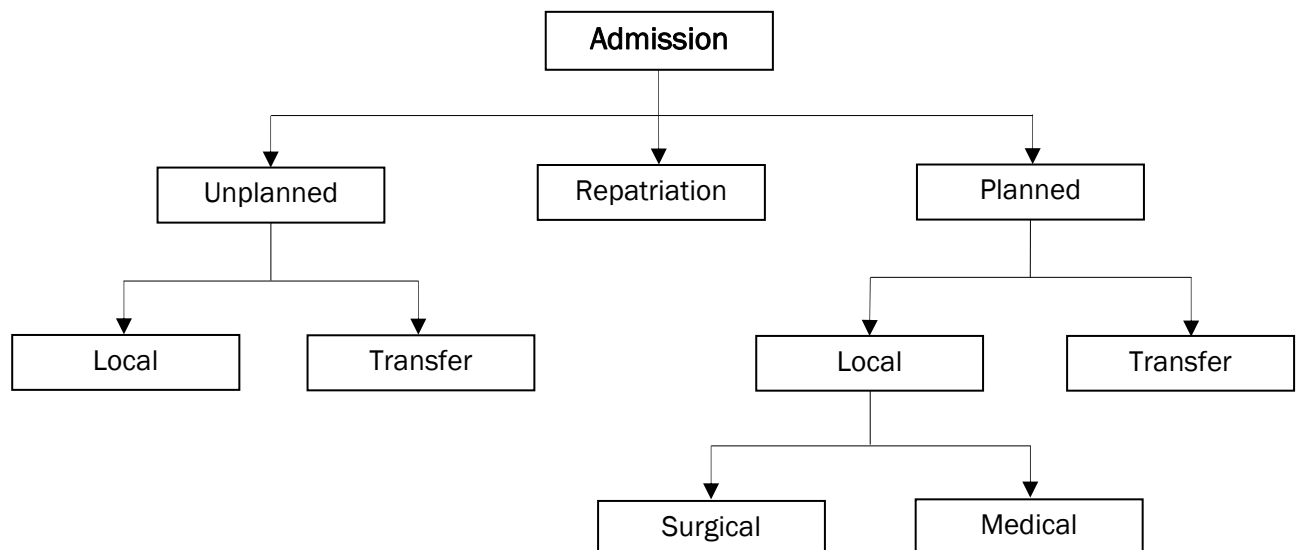 Admission
Unplanned
Repatriation
Planned
Local
Transfer
Local
Transfer
Surgical
Medical